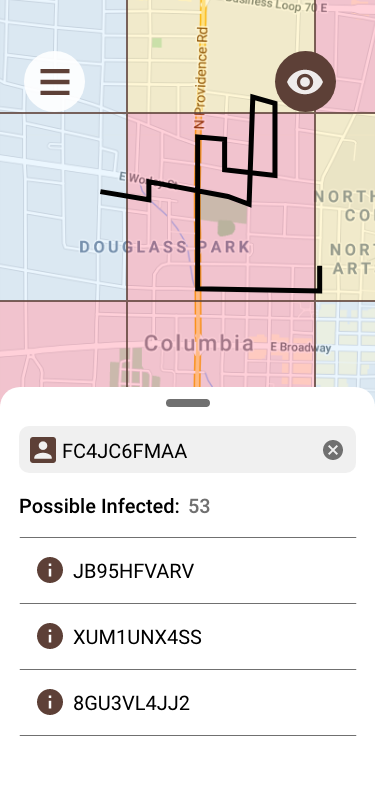 Business Loop 70 E
N Providence Rd
E Worley St
NORTH
CO
DOUGLASS PARK
NORT
ART
Columbia
E Broadway
FC4JC6FMAA
Possible Infected: 53
JB95HFVARV
XUM1UNX4SS
8GU3VL4JJ2